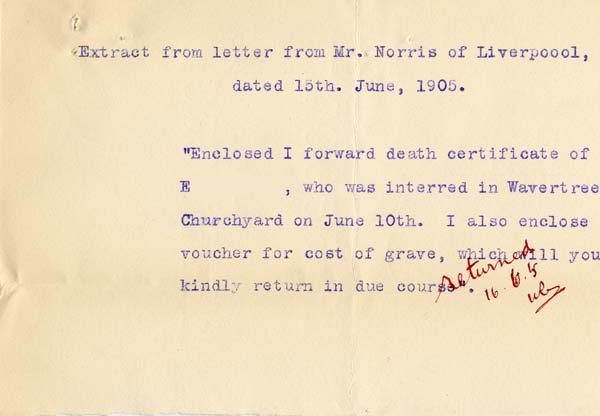 Extract from letter from Mr. Norris of Liverpoool,
dated 15th. June, 1905.
"Enclosed I forward death certificate of
E , who was interred in Wavertree
Churchyard on June 10th. I also enclose
voucher for cost of grave, which will you
kindly return in due course".
Returned
16.6.5